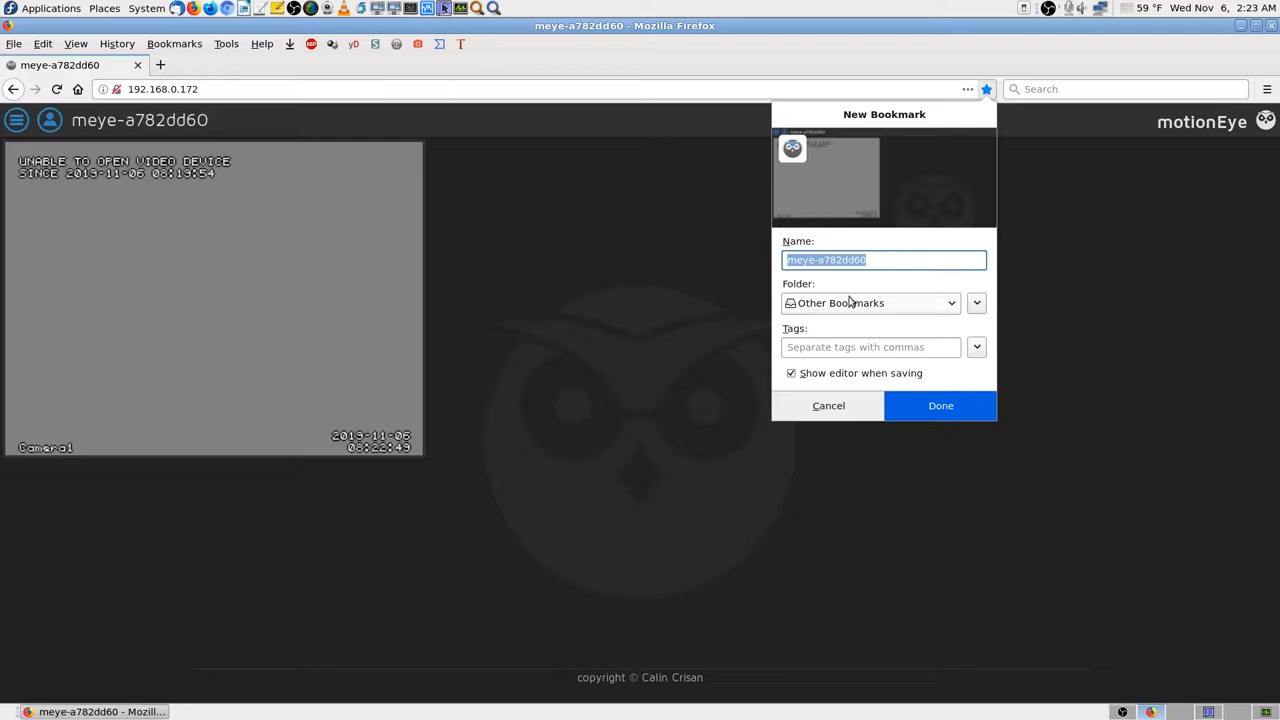 Applications Places System 59 °F Wed Nov 6, 2:23 AM
meye-a782dd60 - Mozilla Firefox
File Edit View History Bookmarks Tools Help
meye-a782dd60
192.168.0.172
Search
meye-a782dd60
motionEye
UNABLE TO OPEN VIDEO DEVICE
SINCE 2019-11-06 08:19:54
Camera1
2019-11-06
08:22:49
New Bookmark
Name:
meye-a782dd60
Folder:
Other Bookmarks
Tags:
Separate tags with commas
Show editor when saving
Cancel Done
copyright © Calin Crisan
meye-a782dd60 - Mozill...